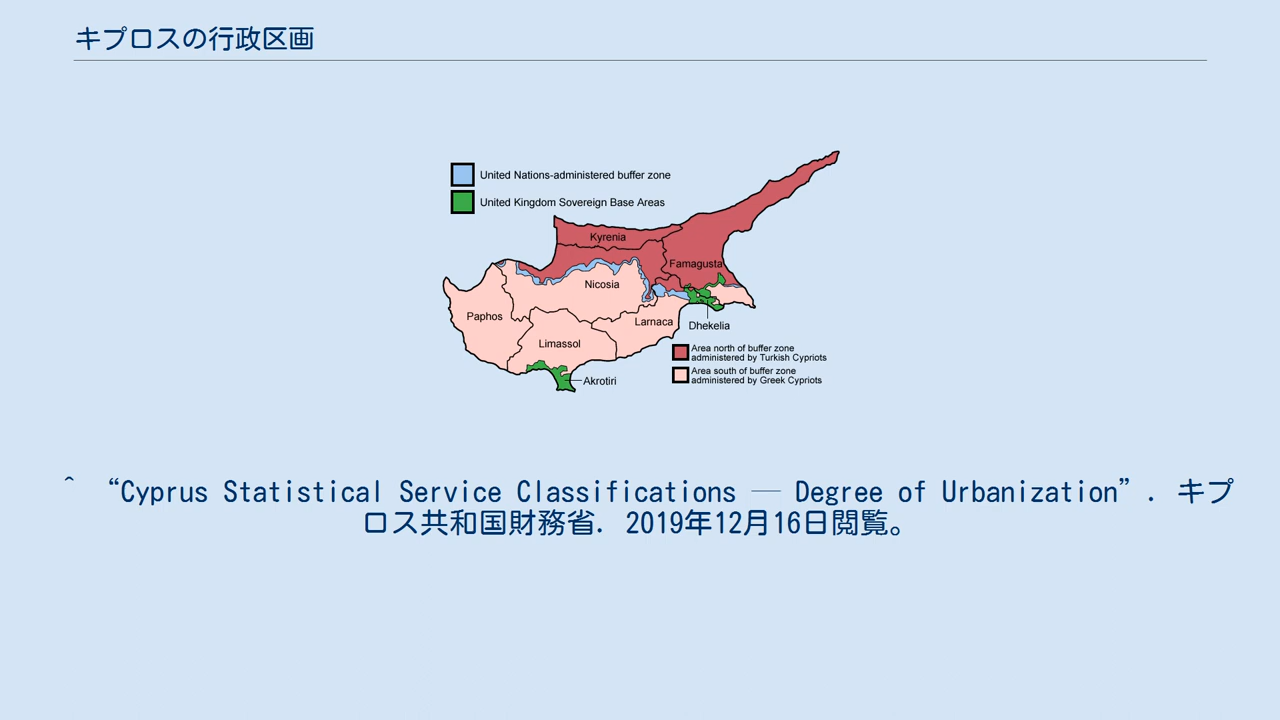 キプロスの行政区画
United Nations-administered buffer zone
United Kingdom Sovereign Base Areas
Kyrenia
Famagusta
Nicosia
Paphos
Larnaca
Dhekelia
Limassol
Area north of buffer zone
administered by Turkish Cypriots
Area south of buffer zone
administered by Greek Cypriots
Akrotiri
^ “Cyprus Statistical Service Classifications — Degree of Urbanization”. キプ
ロス共和国財務省. 2019年12月16日閲覧。